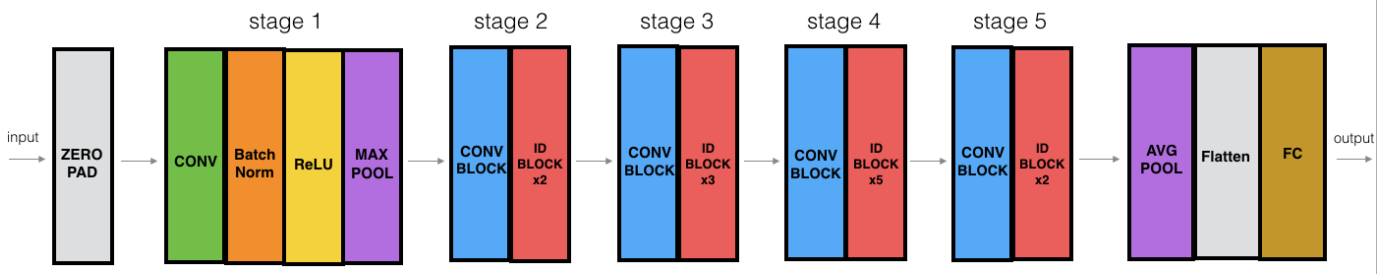 stage 1
stage 2
stage 3
stage 4
stage 5
input
ZERO
PAD
CONV
Batch
Norm
ReLU
MAX
POOL
CONV
BLOCK
ID
BLOCK
x2
CONV
BLOCK
ID
BLOCK
x3
CONV
BLOCK
ID
BLOCK
x5
CONV
BLOCK
ID
BLOCK
x2
AVG
POOL
Flatten
FC
output